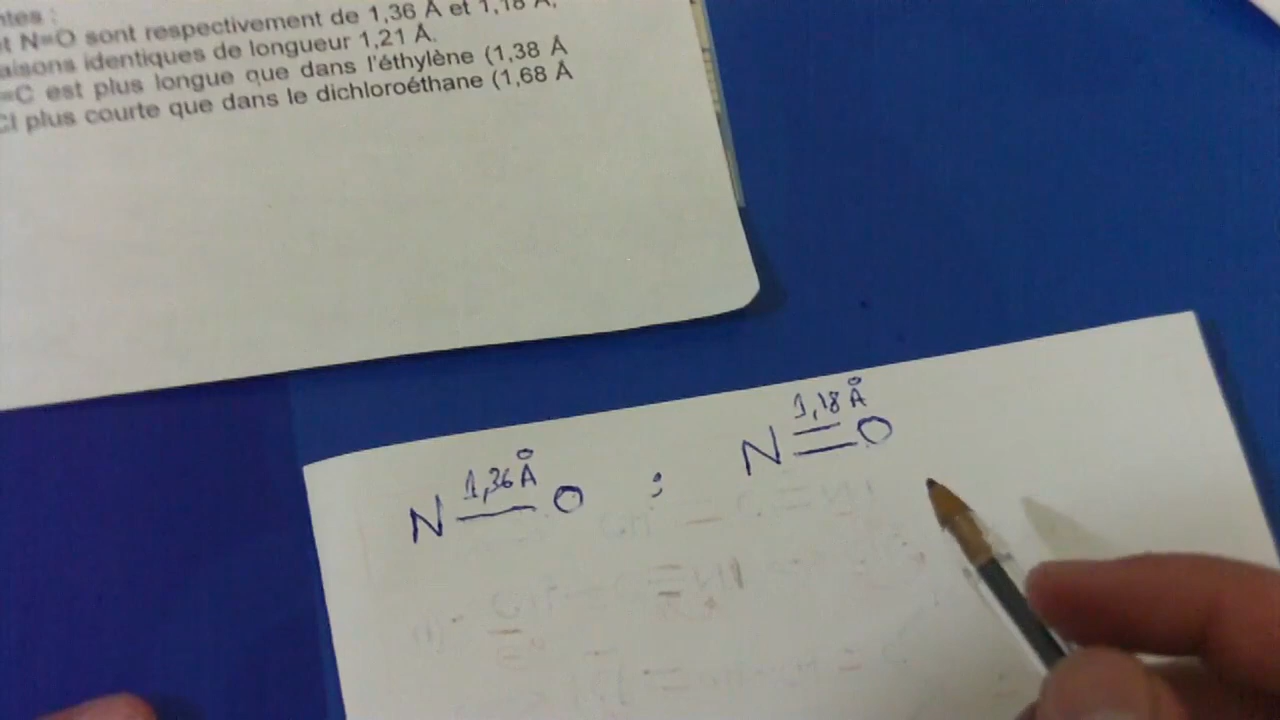 ntes :
t N=O sont respectivement de 1,36 Å et 1,18 Å,
aisons identiques de longueur 1,21 Å.
=C est plus longue que dans l'éthylène (1,38 Å
Cl plus courte que dans le dichloroéthane (1,68 Å
N 1,36 Å O ; N 1,18 Å O